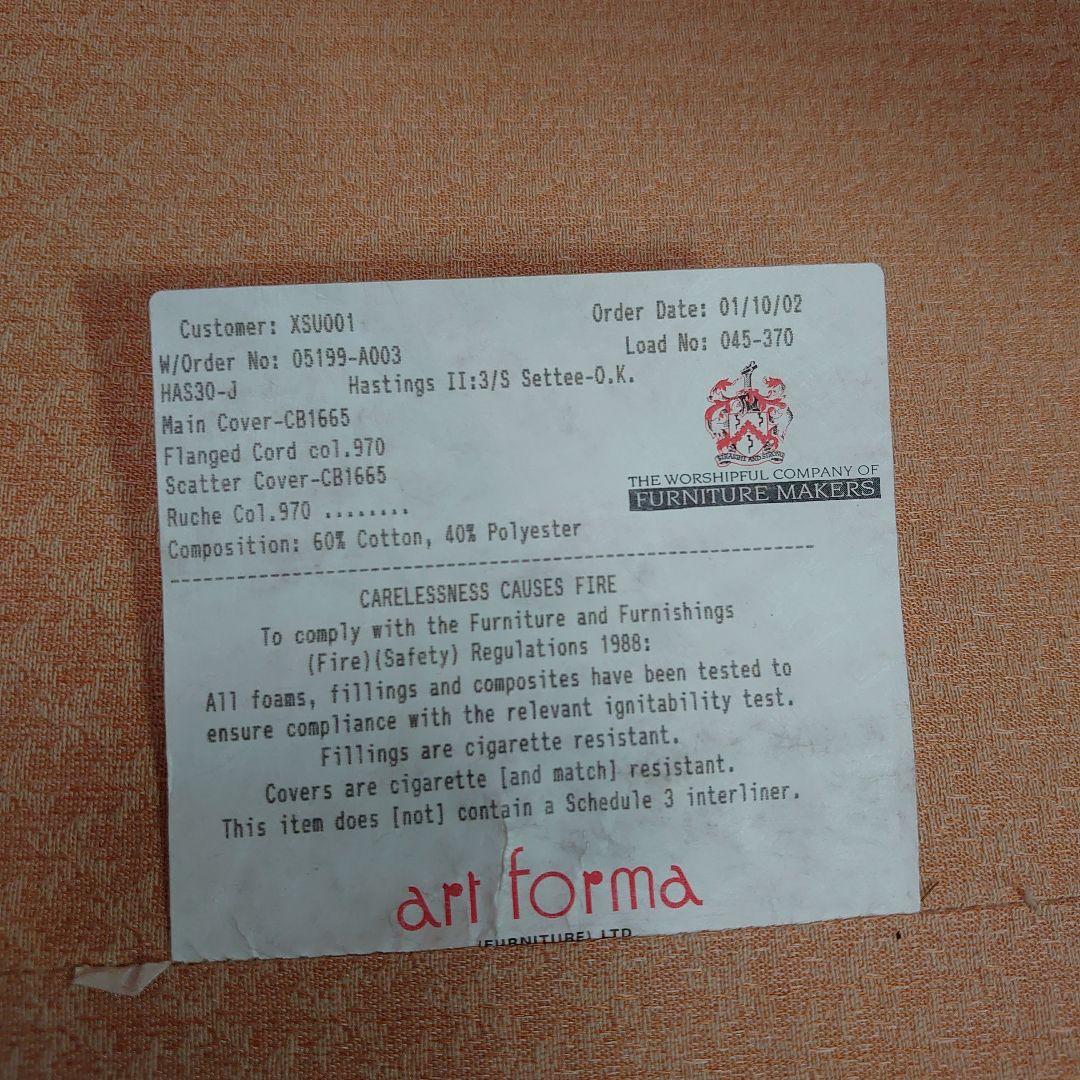 Customer: XSU001
Order Date: 01/10/02
W/Order No: 05199-A003
Load No: 045-370
HAS30-J Hastings II:3/S Settee-O.K.
Main Cover-CB1665
Flanged Cord col.970
Scatter Cover-CB1665
Ruche Col.970 ........
Composition: 60% Cotton, 40% Polyester
STRAIGHT AND STRONG
THE WORSHIPFUL COMPANY OF
FURNITURE MAKERS
CARELESSNESS CAUSES FIRE
To comply with the Furniture and Furnishings
(Fire)(Safety) Regulations 1988:
All foams, fillings and composites have been tested to
ensure compliance with the relevant ignitability test.
Fillings are cigarette resistant.
Covers are cigarette [and match] resistant.
This item does [not] contain a Schedule 3 interliner.
art forma
(FURNITURE) LTD